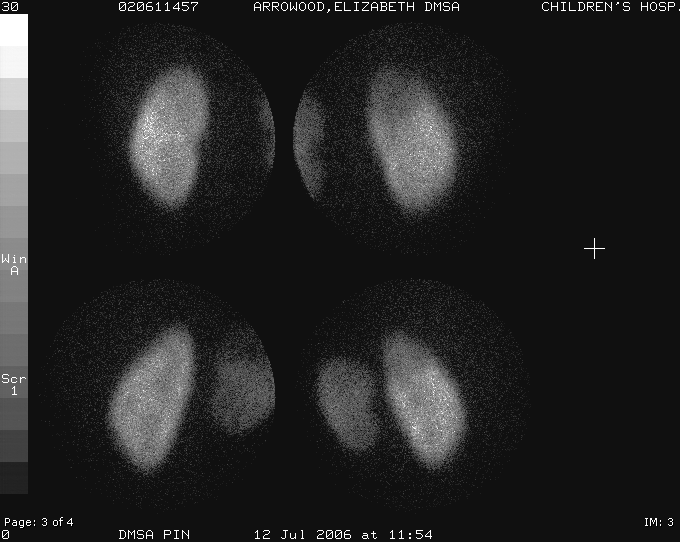 30 020611457 ARROWOOD,ELIZABETH DMSA CHILDREN'S HOSP.
Win
A
Scr
1
Page: 3 of 4 IM: 3
0 DMSA PIN 12 Jul 2006 at 11:54